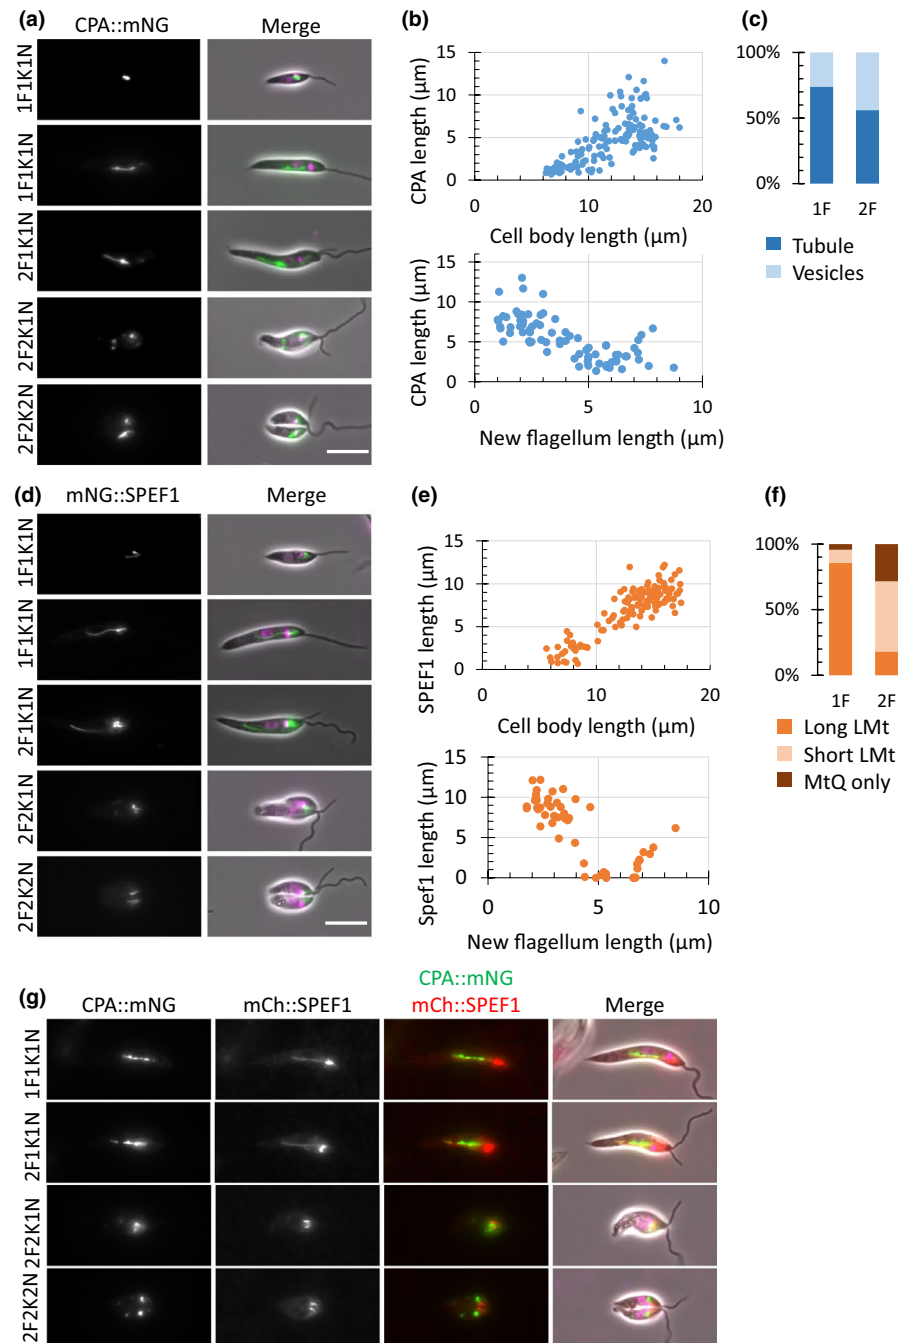 (a)
CPA::mNG
Merge
1F1K1N
1F1K1N
2F1K1N
2F2K1N
2F2K2N
(b)
15
10
5
0
CPA length (µm)
0
10
20
Cell body length (µm)
15
10
5
0
CPA length (µm)
0
5
10
New flagellum length (µm)
(c)
100%
50%
0%
1F
2F
Tubule
Vesicles
(d)
mNG::SPEF1
Merge
1F1K1N
1F1K1N
2F1K1N
2F2K1N
2F2K2N
(e)
15
10
5
0
SPEF1 length (µm)
0
10
20
Cell body length (µm)
15
10
5
0
Spef1 length (µm)
0
5
10
New flagellum length (µm)
(f)
100%
50%
0%
1F
2F
Long LMt
Short LMt
MtQ only
(g)
CPA::mNG
mCh::SPEF1
CPA::mNG
mCh::SPEF1
Merge
1F1K1N
2F1K1N
2F2K1N
2F2K2N